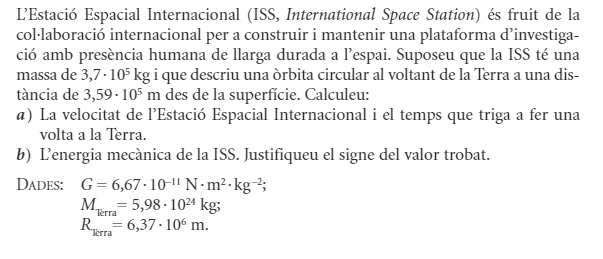 L’Estació Espacial Internacional (ISS, International Space Station) és fruit de la
col·laboració internacional per a construir i mantenir una plataforma d’investiga-
ció amb presència humana de llarga durada a l’espai. Suposeu que la ISS té una
massa de 3,7·10⁵ kg i que descriu una òrbita circular al voltant de la Terra a una dis-
tància de 3,59·10⁵ m des de la superfície. Calculeu:
a) La velocitat de l’Estació Espacial Internacional i el temps que triga a fer una
volta a la Terra.
b) L’energia mecànica de la ISS. Justifiqueu el signe del valor trobat.
DADES: G = 6,67·10⁻¹¹ N·m²·kg⁻²;
M_Terra = 5,98·10²⁴ kg;
R_Terra = 6,37·10⁶ m.